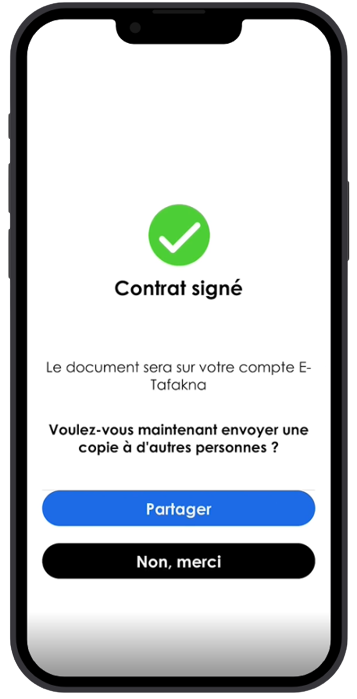 Contrat signé
Le document sera sur votre compte E-
Tafakna
Voulez-vous maintenant envoyer une
copie à d'autres personnes ?
Partager
Non, merci